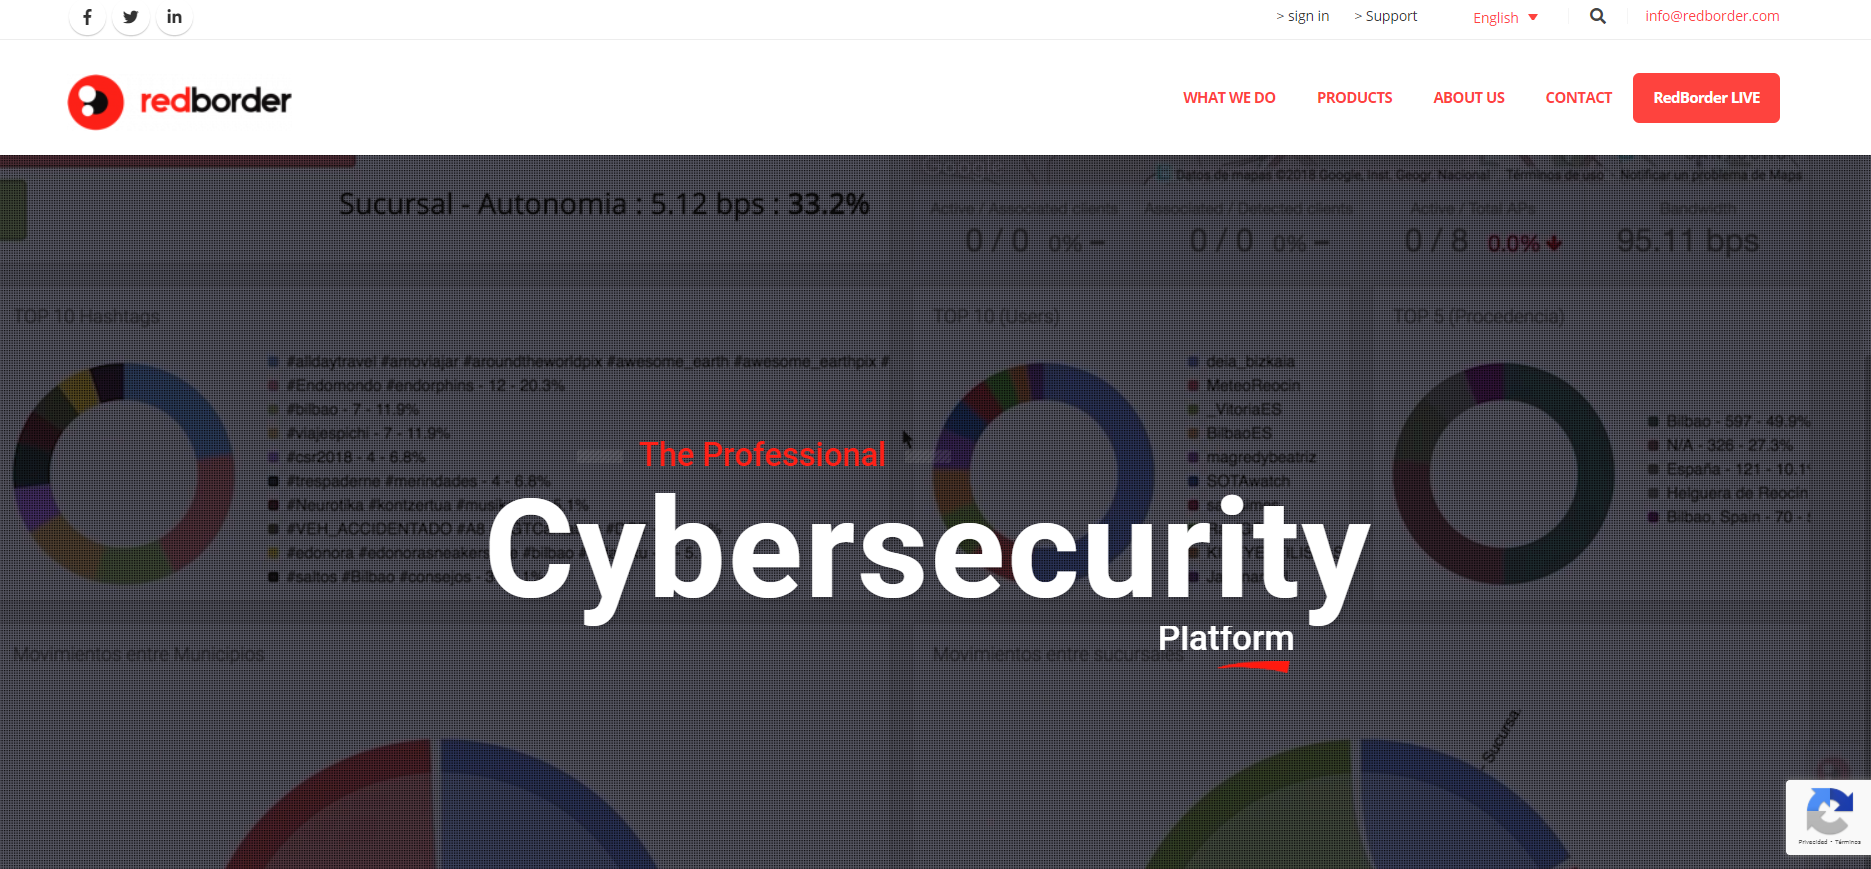 > sign in
> Support
English
info@redborder.com
redborder
WHAT WE DO
PRODUCTS
ABOUT US
CONTACT
RedBorder LIVE
Sucursal - Autonomia : 5.12 bps : 33.2%
Google
Datos de mapas ©2018 Google, Inst. Geogr. Nacional
Términos de uso
Notificar un problema de Maps
Active / Associated clients
Associated / Detected clients
Active / Total APs
Bandwidth
0 / 0 0% –
0 / 0 0% –
0 / 8 0.0%
95.11 bps
TOP 10 Hashtags
#alldaytravel #amoviajar #aroundtheworldpix #awesome_earth #awesome_earthpix #
#Endomondo #endorphins - 12 - 20.3%
#bilbao - 7 - 11.9%
#viajespichi - 7 - 11.9%
#csr2018 - 4 - 6.8%
#trespaderne #merindades - 4 - 6.8%
#Neurotika #kontzertua
#VEH_ACCIDENTADO #A8
#edonora
#saltos #Bilbao #consejos
TOP 10 (Users)
deia_bizkaia
MeteoReocin
_VitoriaES
BilbaoES
magredybeatriz
SOTAwatch
TOP 5 (Procedencia)
Bilbao - 597 - 49.9%
N/A - 326 - 27.3%
España - 121 - 10.1
Helguera de Reocin
Bilbao, Spain - 70 -
The Professional
Cybersecurity
Platform
Movimientos entre Municipios
Movimientos entre sucursales
- Sucursa
Privacidad - Términos